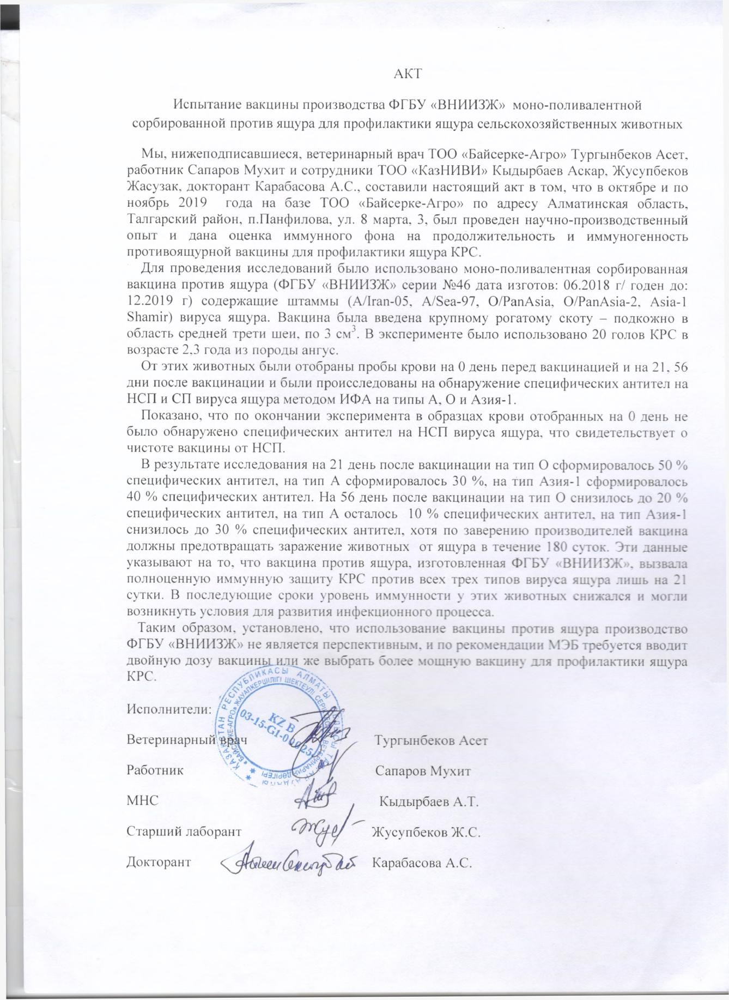 АКТ
Испытание вакцины производства ФГБУ «ВНИИЗЖ» моно-поливалентной
сорбированной против ящура для профилактики ящура сельскохозяйственных животных
Мы, нижеподписавшиеся, ветеринарный врач ТОО «Байсерке-Агро» Тургынбеков Асет,
работник Сапаров Мухит и сотрудники ТОО «КазНИВИ» Кыдырбаев Аскар, Жусупбеков
Жасузак, докторант Карабасова А.С., составили настоящий акт в том, что в октябре и по
ноябрь 2019 года на базе ТОО «Байсерке-Агро» по адресу Алматинская область,
Талгарский район, п.Панфилова, ул. 8 марта, 3, был проведен научно-производственный
опыт и дана оценка иммунного фона на продолжительность и иммуногенность
противоящурной вакцины для профилактики ящура КРС.
Для проведения исследований было использовано моно-поливалентная сорбированная
вакцина против ящура (ФГБУ «ВНИИЗЖ» серии №46 дата изготов: 06.2018 г/ годен до:
12.2019 г) содержащие штаммы (A/Iran-05, A/Sea-97, O/PanAsia, O/PanAsia-2, Asia-1
Shamir) вируса ящура. Вакцина была введена крупному рогатому скоту – подкожно в
область средней трети шеи, по 3 см³. В эксперименте было использовано 20 голов КРС в
возрасте 2,3 года из породы ангус.
От этих животных были отобраны пробы крови на 0 день перед вакцинацией и на 21, 56
дни после вакцинации и были происследованы на обнаружение специфических антител на
НСП и СП вируса ящура методом ИФА на типы А, О и Азия-1.
Показано, что по окончании эксперимента в образцах крови отобранных на 0 день не
было обнаружено специфических антител на НСП вируса ящура, что свидетельствует о
чистоте вакцины от НСП.
В результате исследования на 21 день после вакцинации на тип О сформировалось 50 %
специфических антител, на тип А сформировалось 30 %, на тип Азия-1 сформировалось
40 % специфических антител. На 56 день после вакцинации на тип О снизилось до 20 %
специфических антител, на тип А осталось 10 % специфических антител, на тип Азия-1
снизилось до 30 % специфических антител, хотя по заверению производителей вакцина
должны предотвращать заражение животных от ящура в течение 180 суток. Эти данные
указывают на то, что вакцина против ящура, изготовленная ФГБУ «ВНИИЗЖ», вызвала
полноценную иммунную защиту КРС против всех трех типов вируса ящура лишь на 21
сутки. В последующие сроки уровень иммунности у этих животных снижался и могли
возникнуть условия для развития инфекционного процесса.
Таким образом, установлено, что использование вакцины против ящура производство
ФГБУ «ВНИИЗЖ» не является перспективным, и по рекомендации МЭБ требуется вводит
двойную дозу вакцины или же выбрать более мощную вакцину для профилактики ящура
КРС.
ҚАЗАҚСТАН РЕСПУБЛИКАСЫ АЛМАТЫ
«БАЙСЕРКЕ-АГРО» ЖАУАПКЕРШІЛІГІ ШЕКТЕУЛІ
KZ B
03-15-G1-00025
Исполнители:
Ветеринарный врач Тургынбеков Асет
Работник Сапаров Мухит
МНС Кыдырбаев А.Т.
Старший лаборант Жусупбеков Ж.С.
Докторант Карабасова А.С.